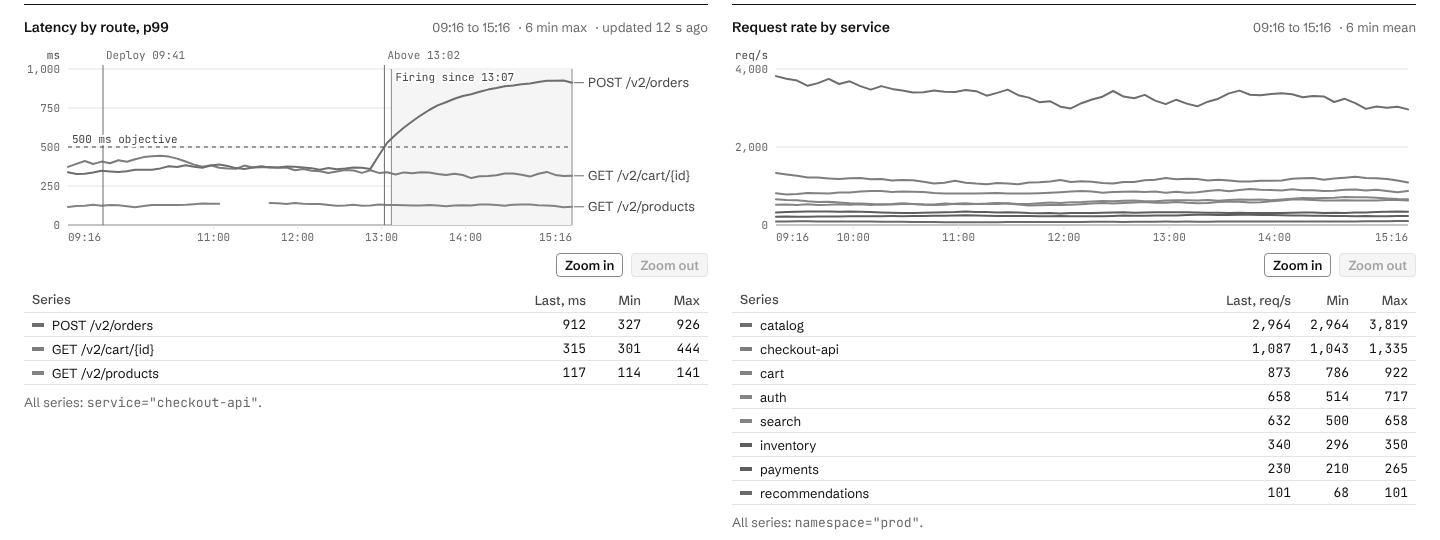 Latency by route, p99
09:16 to 15:16 · 6 min max · updated 12 s ago
ms
Deploy 09:41
Above 13:02
1,000
Firing since 13:07
POST /v2/orders
750
500 ms objective
500
GET /v2/cart/{id}
250
GET /v2/products
0
09:16 11:00 12:00 13:00 14:00 15:16
Zoom in Zoom out
Series Last, ms Min Max
POST /v2/orders 912 327 926
GET /v2/cart/{id} 315 301 444
GET /v2/products 117 114 141
All series: service="checkout-api".
Request rate by service
09:16 to 15:16 · 6 min mean
req/s
4,000
2,000
0
09:16 10:00 11:00 12:00 13:00 14:00 15:16
Zoom in Zoom out
Series Last, req/s Min Max
catalog 2,964 2,964 3,819
checkout-api 1,087 1,043 1,335
cart 873 786 922
auth 658 514 717
search 632 500 658
inventory 340 296 350
payments 230 210 265
recommendations 101 68 101
All series: namespace="prod".